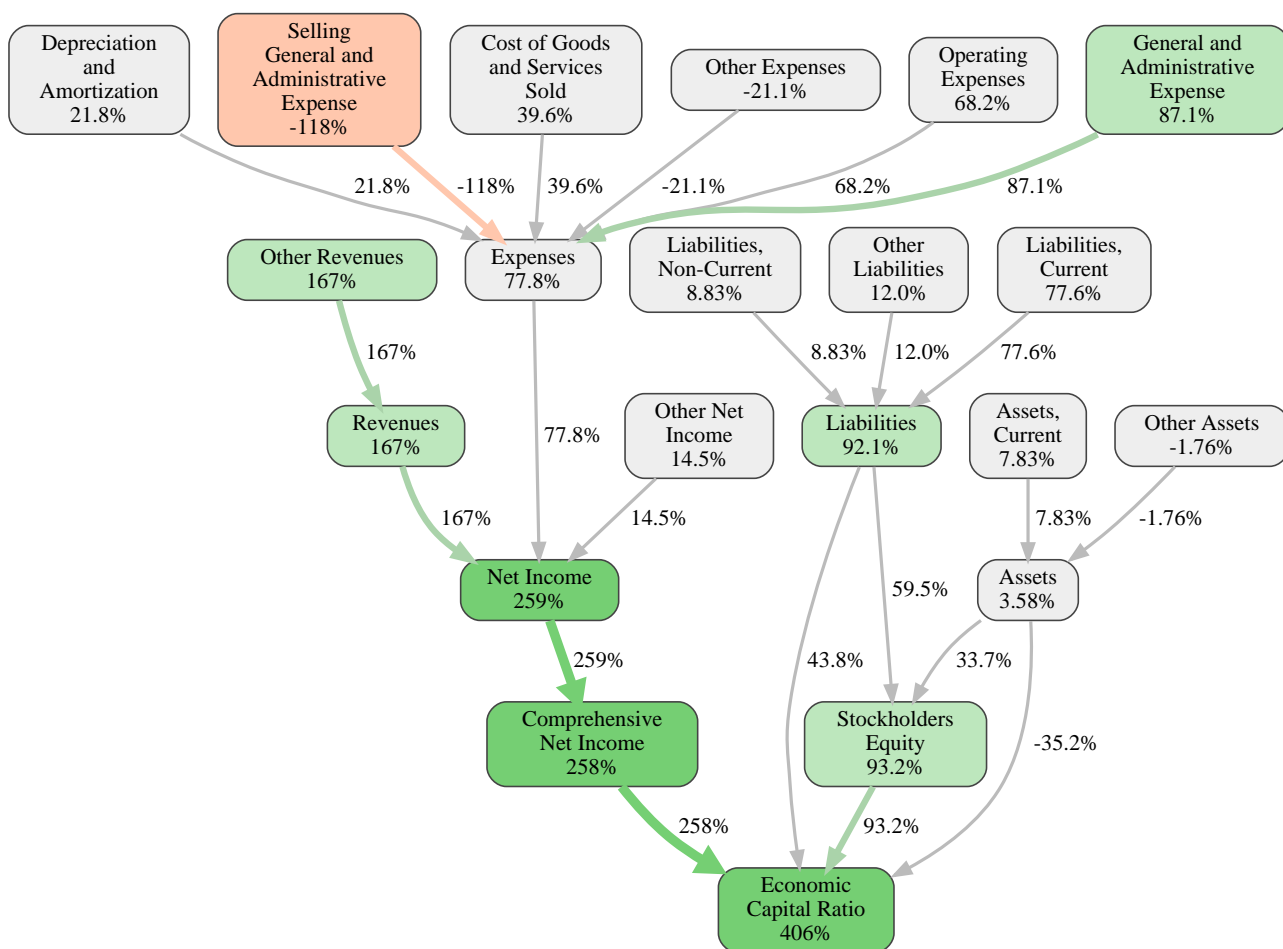 Depreciation
and
Amortization
21.8%
Selling
General and
Administrative
Expense
-118%
Cost of Goods
and Services
Sold
39.6%
Other Expenses
-21.1%
Operating
Expenses
68.2%
General and
Administrative
Expense
87.1%
21.8%
-118%
39.6%
-21.1%
68.2%
87.1%
Other Revenues
167%
Expenses
77.8%
Liabilities,
Non-Current
8.83%
Other
Liabilities
12.0%
Liabilities,
Current
77.6%
167%
77.8%
8.83%
12.0%
77.6%
Revenues
167%
Other Net
Income
14.5%
Liabilities
92.1%
Assets,
Current
7.83%
Other Assets
-1.76%
167%
14.5%
7.83%
-1.76%
Net Income
259%
59.5%
Assets
3.58%
259%
43.8%
33.7%
-35.2%
Comprehensive
Net Income
258%
Stockholders
Equity
93.2%
258%
93.2%
Economic
Capital Ratio
406%